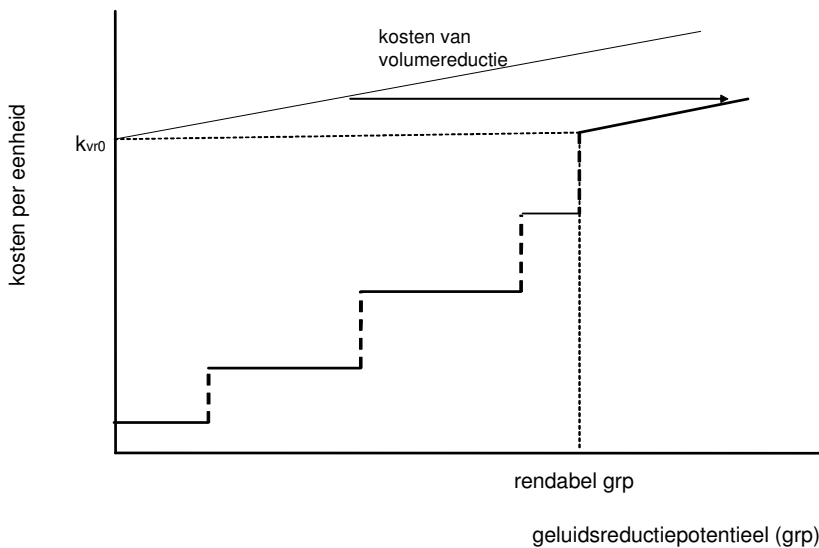 kosten van
volumereductie
kosten per eenheid
kvr0
rendabel grp
geluidsreductiepotentieel (grp)